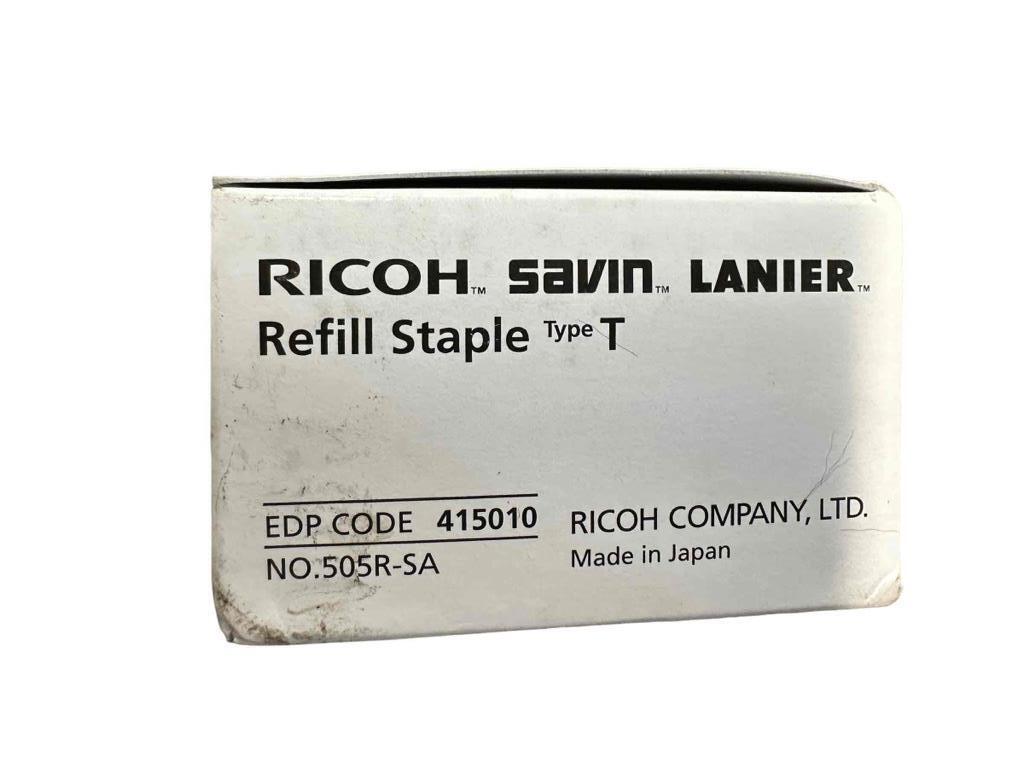 RICOH™ savin™ LANIER™
Refill Staple Type T
EDP CODE 415010
NO.505R-SA
RICOH COMPANY, LTD.
Made in Japan